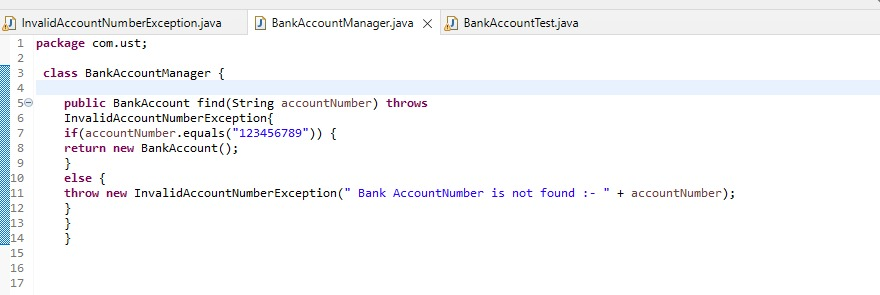 InvalidAccountNumberException.java BankAccountManager.java BankAccountTest.java
1 package com.ust;
2
3 class BankAccountManager {
4
5 public BankAccount find(String accountNumber) throws
6 InvalidAccountNumberException{
7 if(accountNumber.equals("123456789")) {
8 return new BankAccount();
9 }
10 else {
11 throw new InvalidAccountNumberException(" Bank AccountNumber is not found :- " + accountNumber);
12 }
13 }
14 }
15
16
17